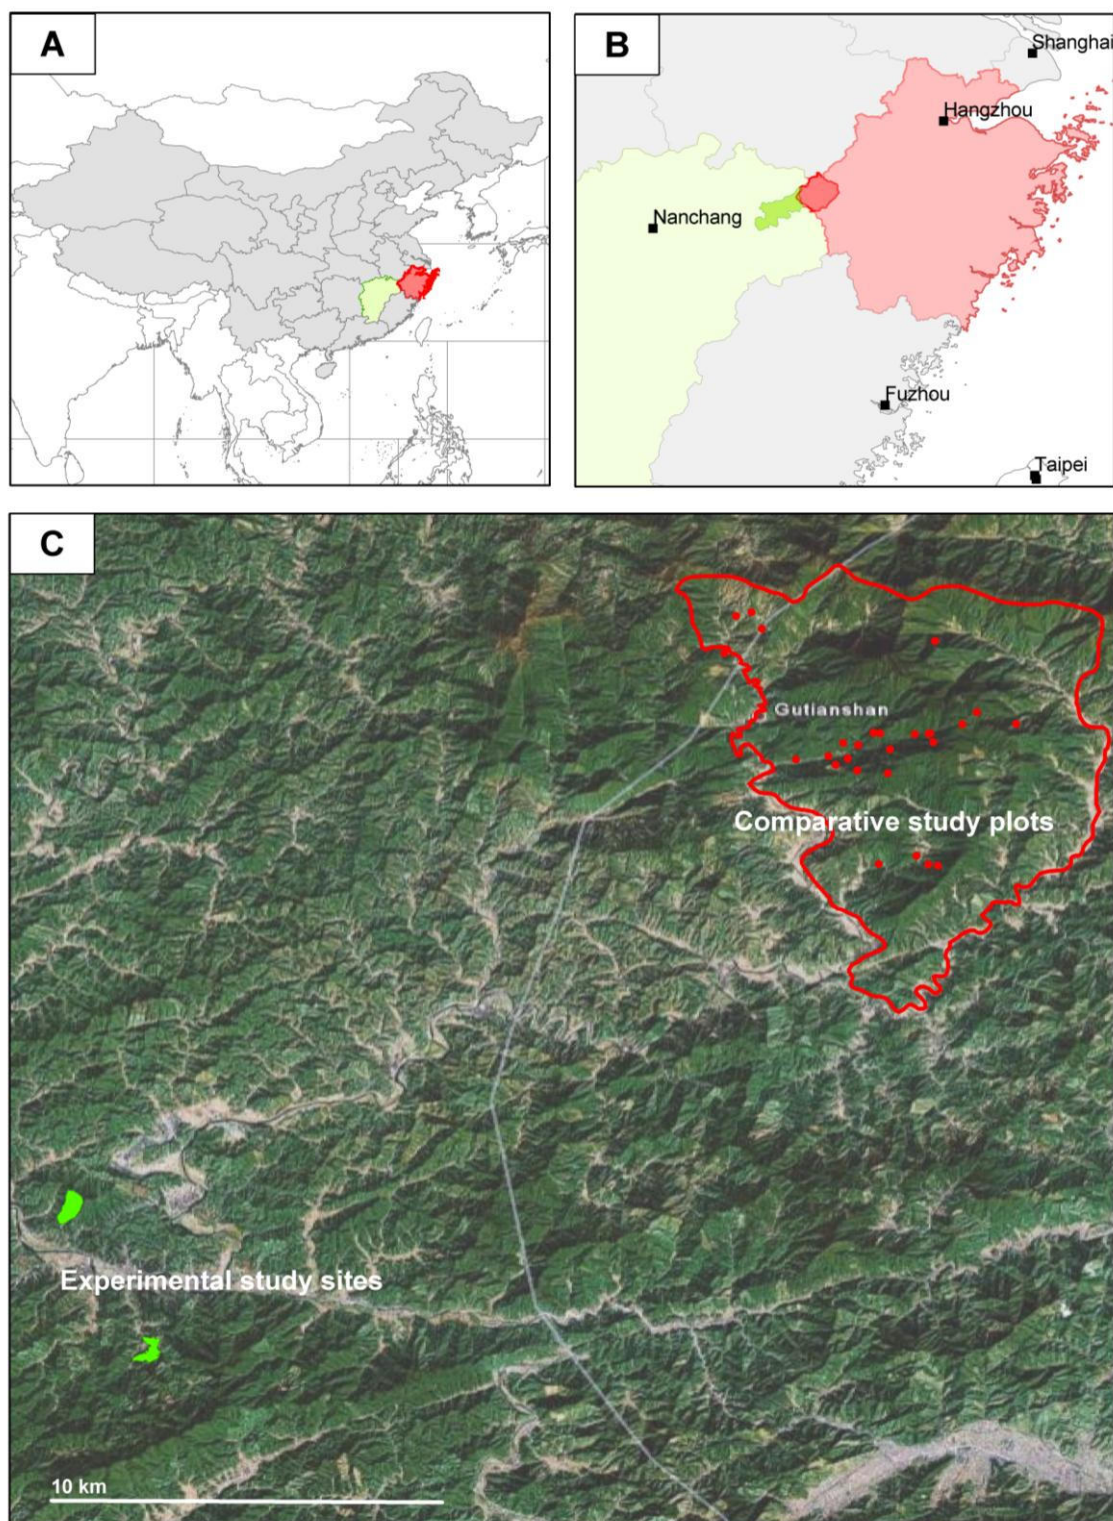 A
B
Shanghai
Hangzhou
Nanchang
Fuzhou
Taipei
C
Gutianshan
Comparative study plots
Experimental study sites
10 km